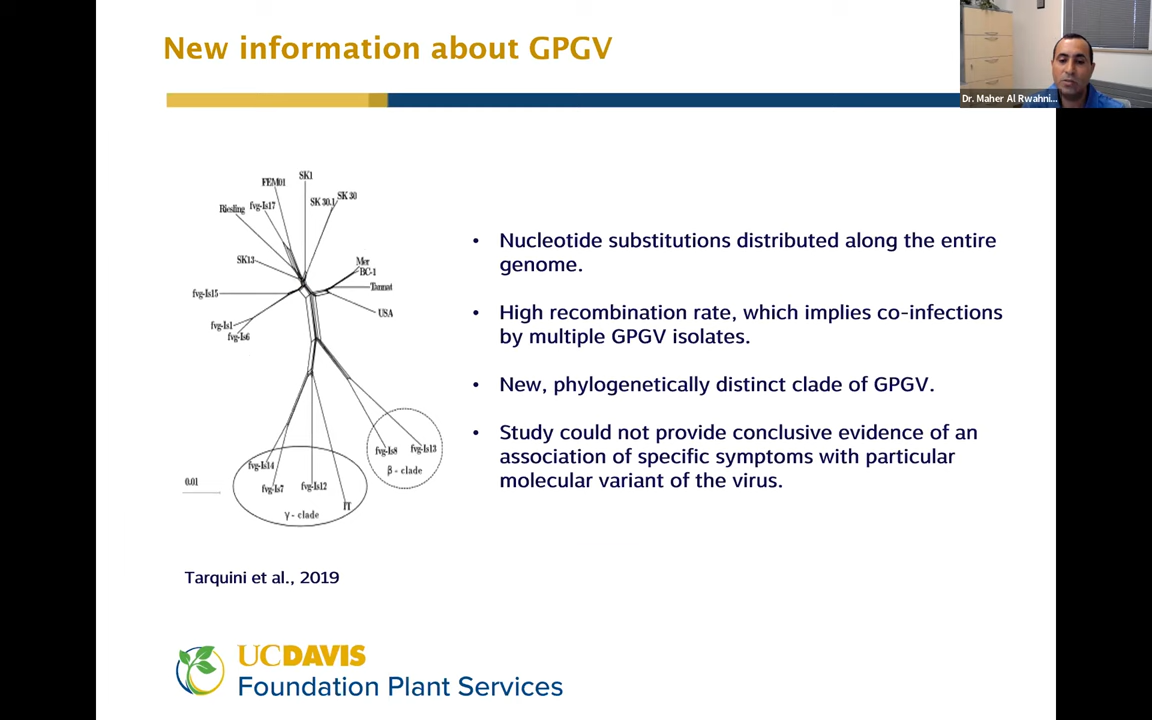 New information about GPGV
Dr. Maher Al Rwahni...
SK1
FEM01
SK 30
SK 30.1
fvg-Is17
Riesling
SK13
Mer
BC-1
Tannat
fvg-Is15
USA
fvg-Is1
fvg-Is6
fvg-Is8
fvg-Is13
β - clade
fvg-Is14
fvg-Is7
fvg-Is12
IT
γ - clade
0.01
• Nucleotide substitutions distributed along the entire
genome.
• High recombination rate, which implies co-infections
by multiple GPGV isolates.
• New, phylogenetically distinct clade of GPGV.
• Study could not provide conclusive evidence of an
association of specific symptoms with particular
molecular variant of the virus.
Tarquini et al., 2019
UCDAVIS
Foundation Plant Services